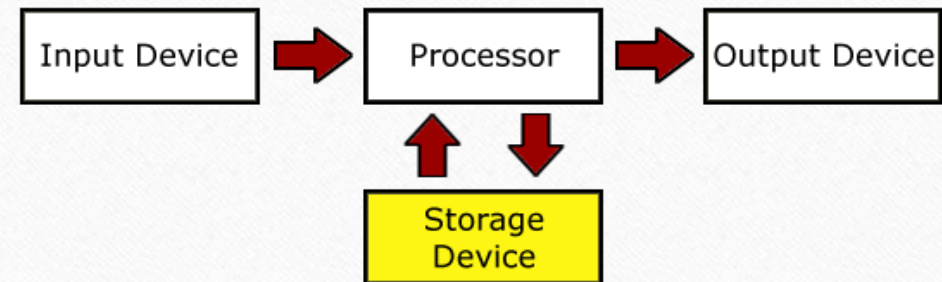 Input Device
Processor
Output Device
Storage
Device